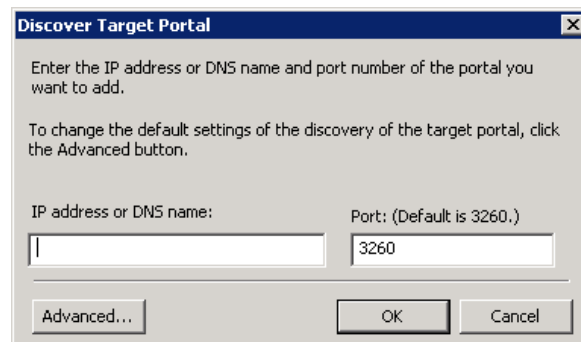 Discover Target Portal
Enter the IP address or DNS name and port number of the portal you
want to add.
To change the default settings of the discovery of the target portal, click
the Advanced button.
IP address or DNS name:
Port: (Default is 3260.)
3260
Advanced...
OK
Cancel